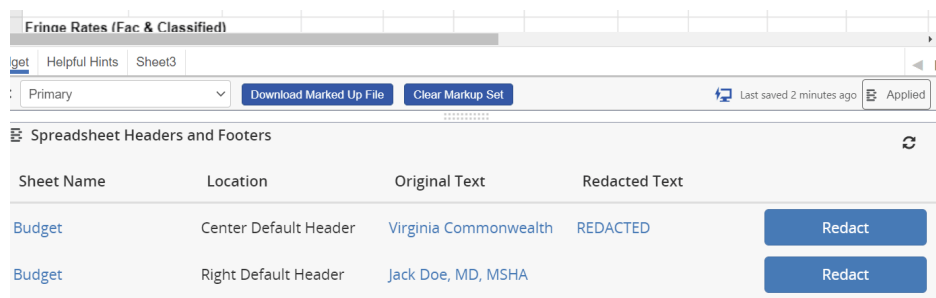 Fringe Rates (Fac & Classified)
get Helpful Hints Sheet3
Primary Download Marked Up File Clear Markup Set Last saved 2 minutes ago Applied
Spreadsheet Headers and Footers
Sheet Name Location Original Text Redacted Text
Budget Center Default Header Virginia Commonwealth REDACTED Redact
Budget Right Default Header Jack Doe, MD, MSHA Redact